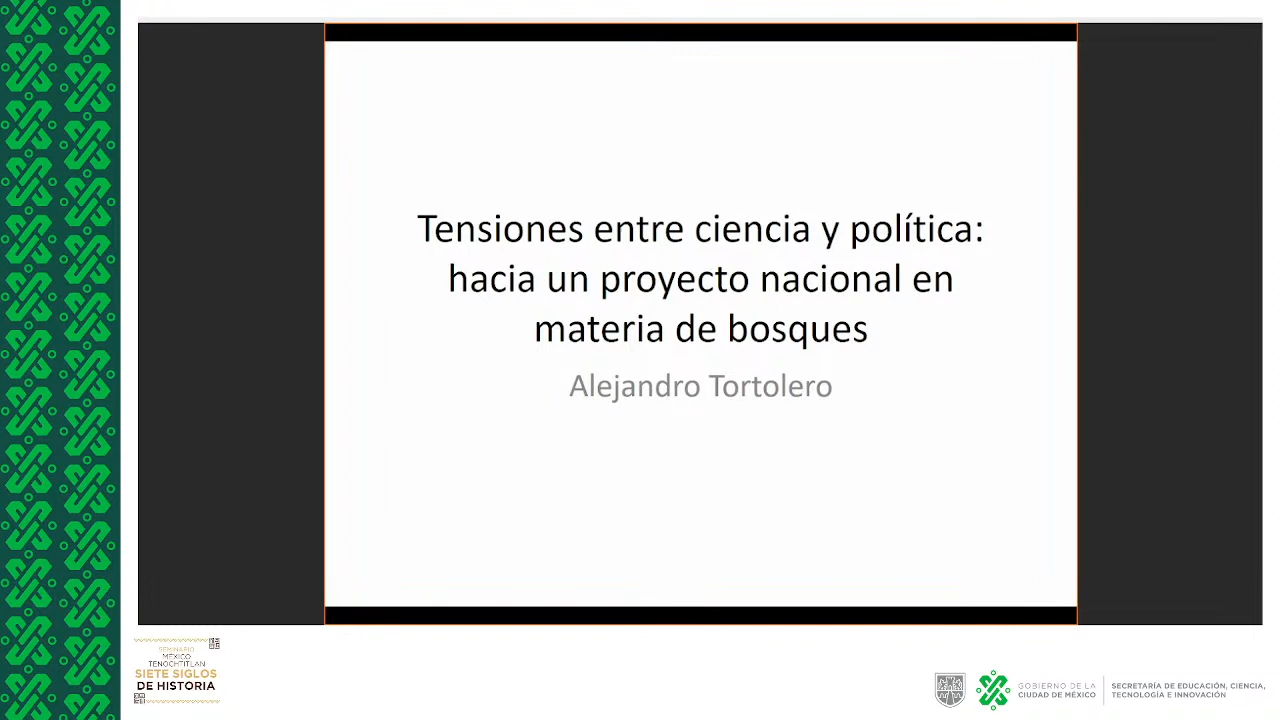 Tensiones entre ciencia y política:
hacia un proyecto nacional en
materia de bosques
Alejandro Tortolero
SEMINARIO
MÉXICO
TENOCHTITLAN
SIETE SIGLOS
DE HISTORIA
GOBIERNO DE LA
CIUDAD DE MÉXICO
SECRETARÍA DE EDUCACIÓN, CIENCIA,
TECNOLOGÍA E INNOVACIÓN